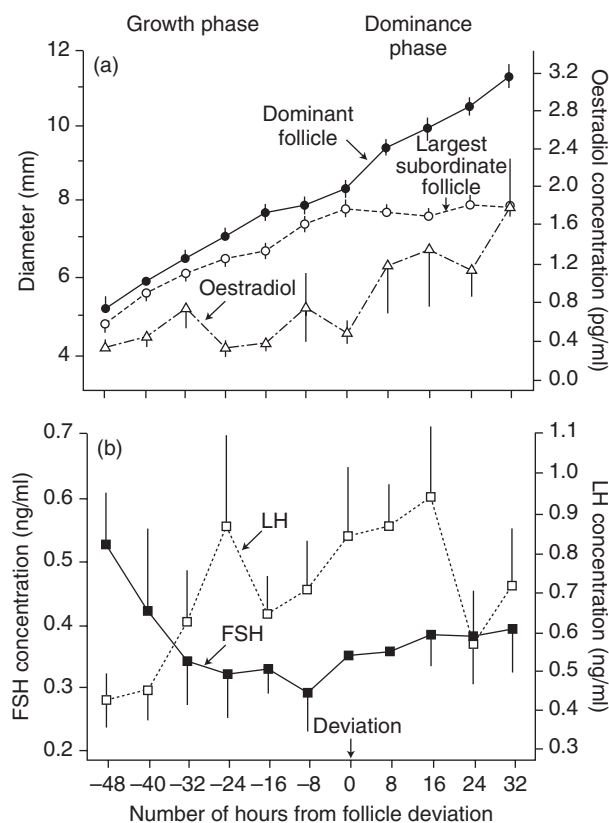 Growth phase
Dominance
phase
(a)
12
10
8
6
4
Diameter (mm)
3.2
2.8
2.4
2.0
1.6
1.2
0.8
0.4
0.0
Oestradiol concentration
(pg/ml)
Dominant
follicle
Largest
subordinate
follicle
Oestradiol
(b)
0.7
0.6
0.5
0.4
0.3
0.2
FSH concentration (ng/ml)
1.1
1.0
0.9
0.8
0.7
0.6
0.5
0.4
0.3
LH concentration
(ng/ml)
LH
FSH
Deviation
−48 −40 −32 −24 −16 −8 0 8 16 24 32
Number of hours from follicle deviation